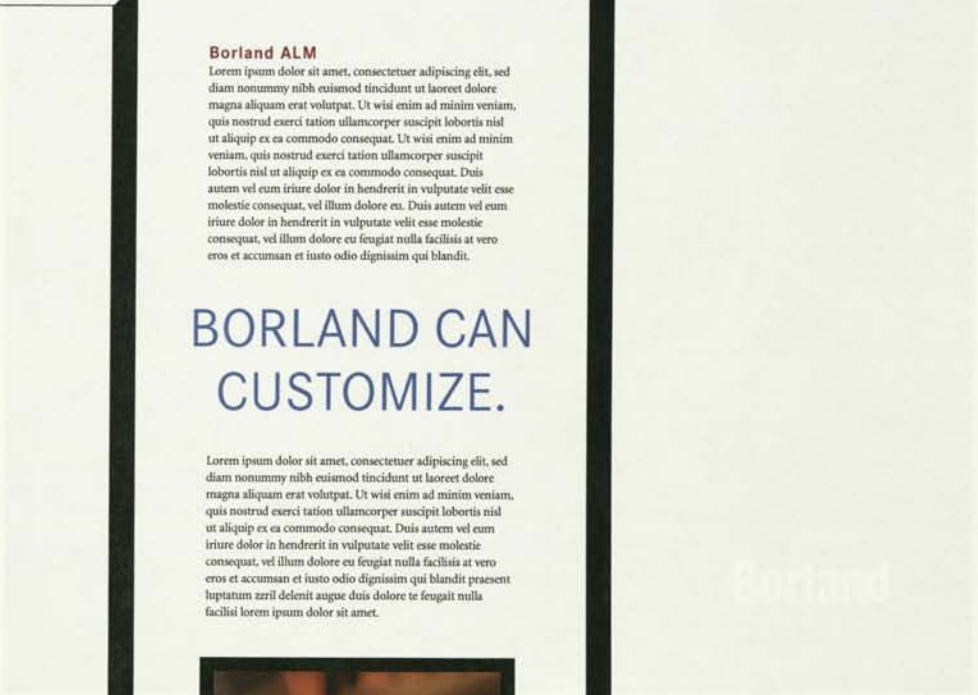 Borland ALM
Lorem ipsum dolor sit amet, consectetuer adipiscing elit, sed
diam nonummy nibh euismod tincidunt ut laoreet dolore
magna aliquam erat volutpat. Ut wisi enim ad minim veniam,
quis nostrud exerci tation ullamcorper suscipit lobortis nisl
ut aliquip ex ea commodo consequat. Ut wisi enim ad minim
veniam, quis nostrud exerci tation ullamcorper suscipit
lobortis nisl ut aliquip ex ea commodo consequat. Duis
autem vel eum iriure dolor in hendrerit in vulputate velit esse
molestie consequat, vel illum dolore eu. Duis autem vel eum
iriure dolor in hendrerit in vulputate velit esse molestie
consequat, vel illum dolore eu feugiat nulla facilisis at vero
eros et accumsan et iusto odio dignissim qui blandit.
BORLAND CAN
CUSTOMIZE.
Lorem ipsum dolor sit amet, consectetuer adipiscing elit, sed
diam nonummy nibh euismod tincidunt ut laoreet dolore
magna aliquam erat volutpat. Ut wisi enim ad minim veniam,
quis nostrud exerci tation ullamcorper suscipit lobortis nisl
ut aliquip ex ea commodo consequat. Duis autem vel eum
iriure dolor in hendrerit in vulputate velit esse molestie
consequat, vel illum dolore eu feugiat nulla facilisis at vero
eros et accumsan et iusto odio dignissim qui blandit praesent
luptatum zzril delenit augue duis dolore te feugait nulla
facilisi lorem ipsum dolor sit amet.
Borland